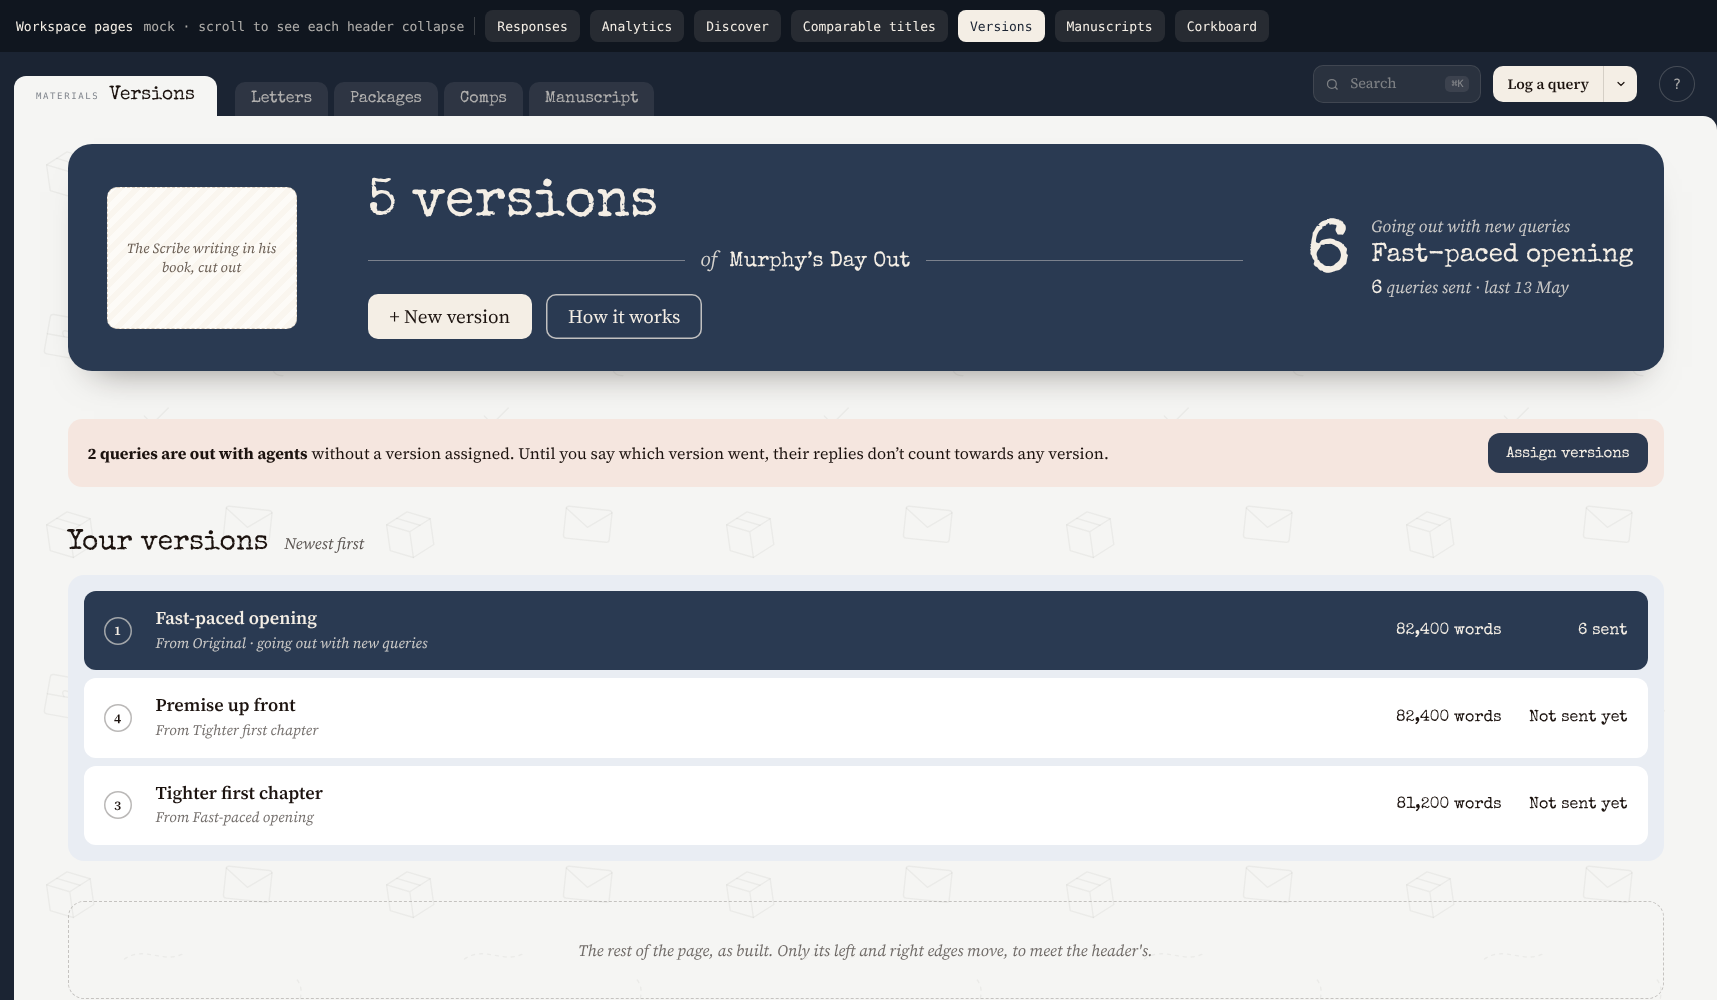 Workspace pages mock · scroll to see each header collapse Responses Analytics Discover Comparable titles Versions Manuscripts Corkboard
MATERIALS Versions Letters Packages Comps Manuscript Search ⌘K Log a query ?
The Scribe writing in his
book, cut out
5 versions
of Murphy’s Day Out
+ New version How it works
6
Going out with new queries
Fast-paced opening
6 queries sent · last 13 May
2 queries are out with agents without a version assigned. Until you say which version went, their replies don’t count towards any version. Assign versions
Your versions Newest first
1 Fast-paced opening 82,400 words 6 sent
From Original · going out with new queries
4 Premise up front 82,400 words Not sent yet
From Tighter first chapter
3 Tighter first chapter 81,200 words Not sent yet
From Fast-paced opening
The rest of the page, as built. Only its left and right edges move, to meet the header's.